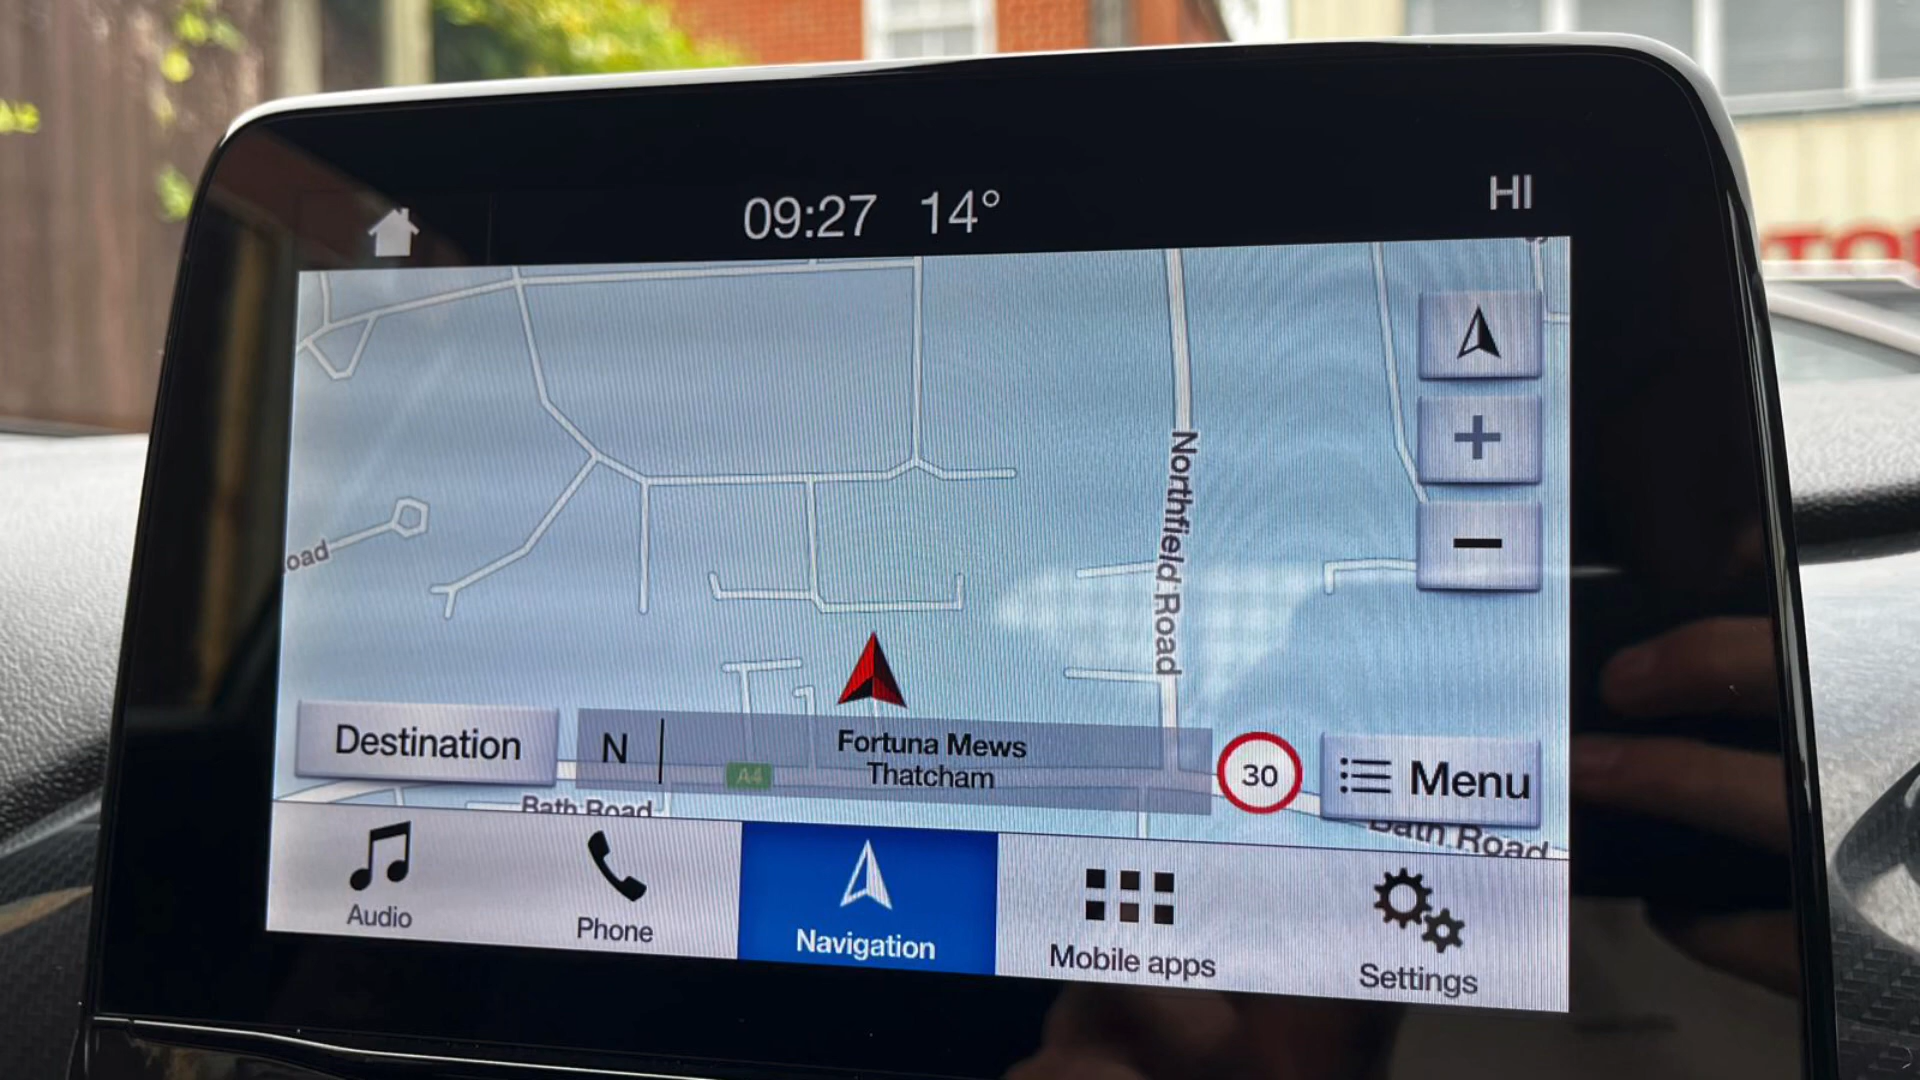 09:27 14°
HI
Northfield Road
oad
Destination
N
Fortuna Mews
Thatcham
A4
30
Menu
Bath Road
Bath Road
Audio
Phone
Navigation
Mobile apps
Settings